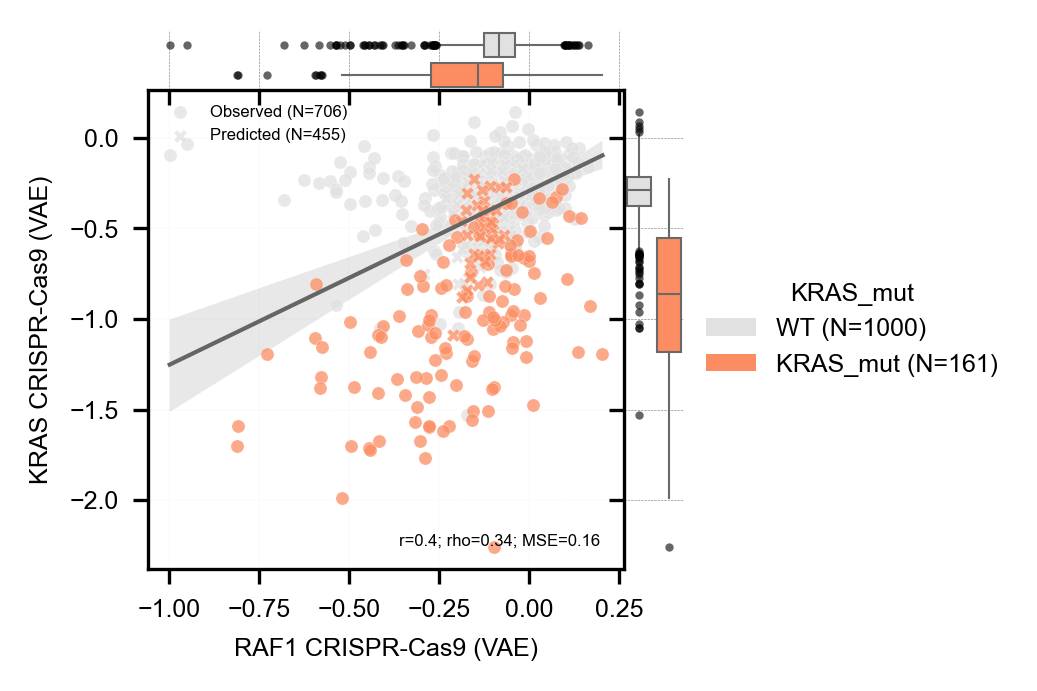 Observed (N=706)
Predicted (N=455)
0.0
−0.5
−1.0
−1.5
−2.0
KRAS CRISPR-Cas9 (VAE)
r=0.4; rho=0.34; MSE=0.16
−1.00 −0.75 −0.50 −0.25 0.00 0.25
RAF1 CRISPR-Cas9 (VAE)
KRAS_mut
WT (N=1000)
KRAS_mut (N=161)